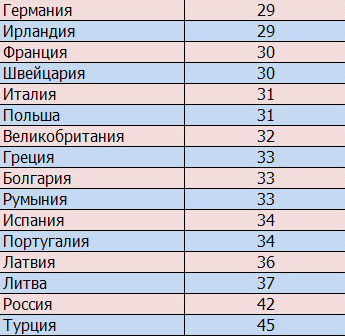 Германия 29
Ирландия 29
Франция 30
Швейцария 30
Италия 31
Польша 31
Великобритания 32
Греция 33
Болгария 33
Румыния 33
Испания 34
Португалия 34
Латвия 36
Литва 37
Россия 42
Турция 45